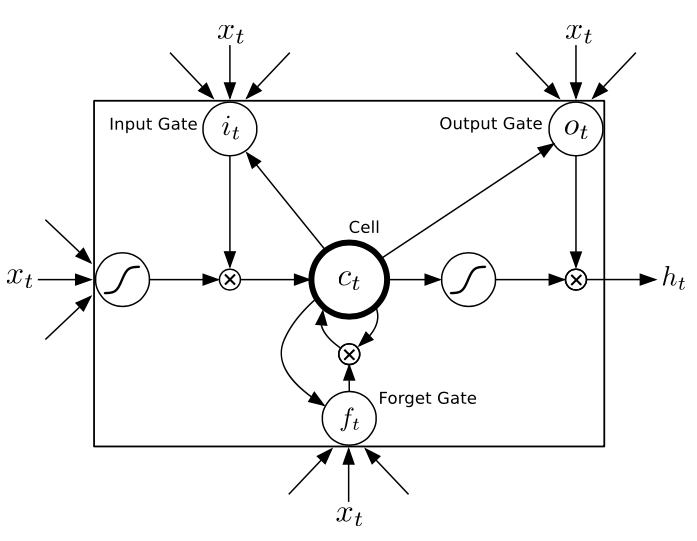 x_t x_t
Input Gate i_t Output Gate o_t
Cell
x_t c_t h_t
Forget Gate
f_t
x_t